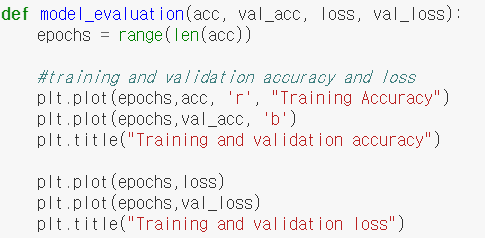 def model_evaluation(acc, val_acc, loss, val_loss):
epochs = range(len(acc))
#training and validation accuracy and loss
plt.plot(epochs,acc, 'r', "Training Accuracy")
plt.plot(epochs,val_acc, 'b')
plt.title("Training and validation accuracy")
plt.plot(epochs,loss)
plt.plot(epochs,val_loss)
plt.title("Training and validation loss")